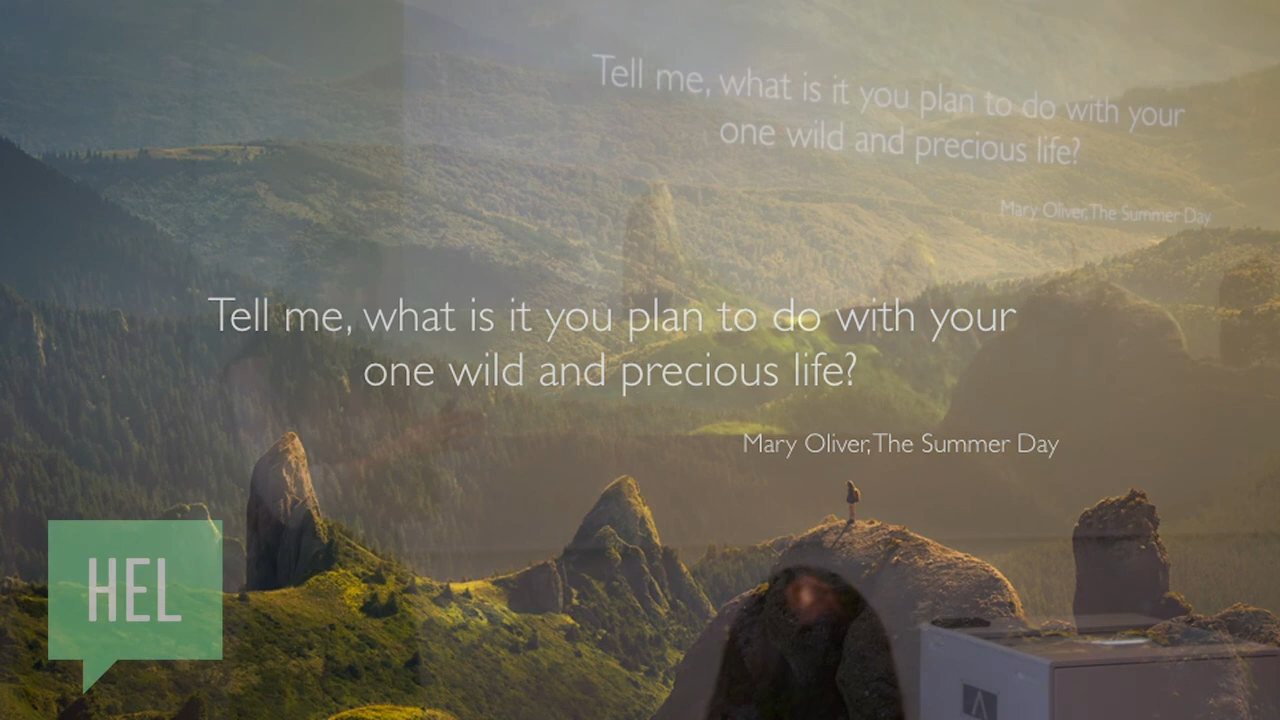 Tell me, what is it you plan to do with your
one wild and precious life?
Mary Oliver, The Summer Day
Tell me, what is it you plan to do with your
one wild and precious life?
Mary Oliver, The Summer Day
HEL